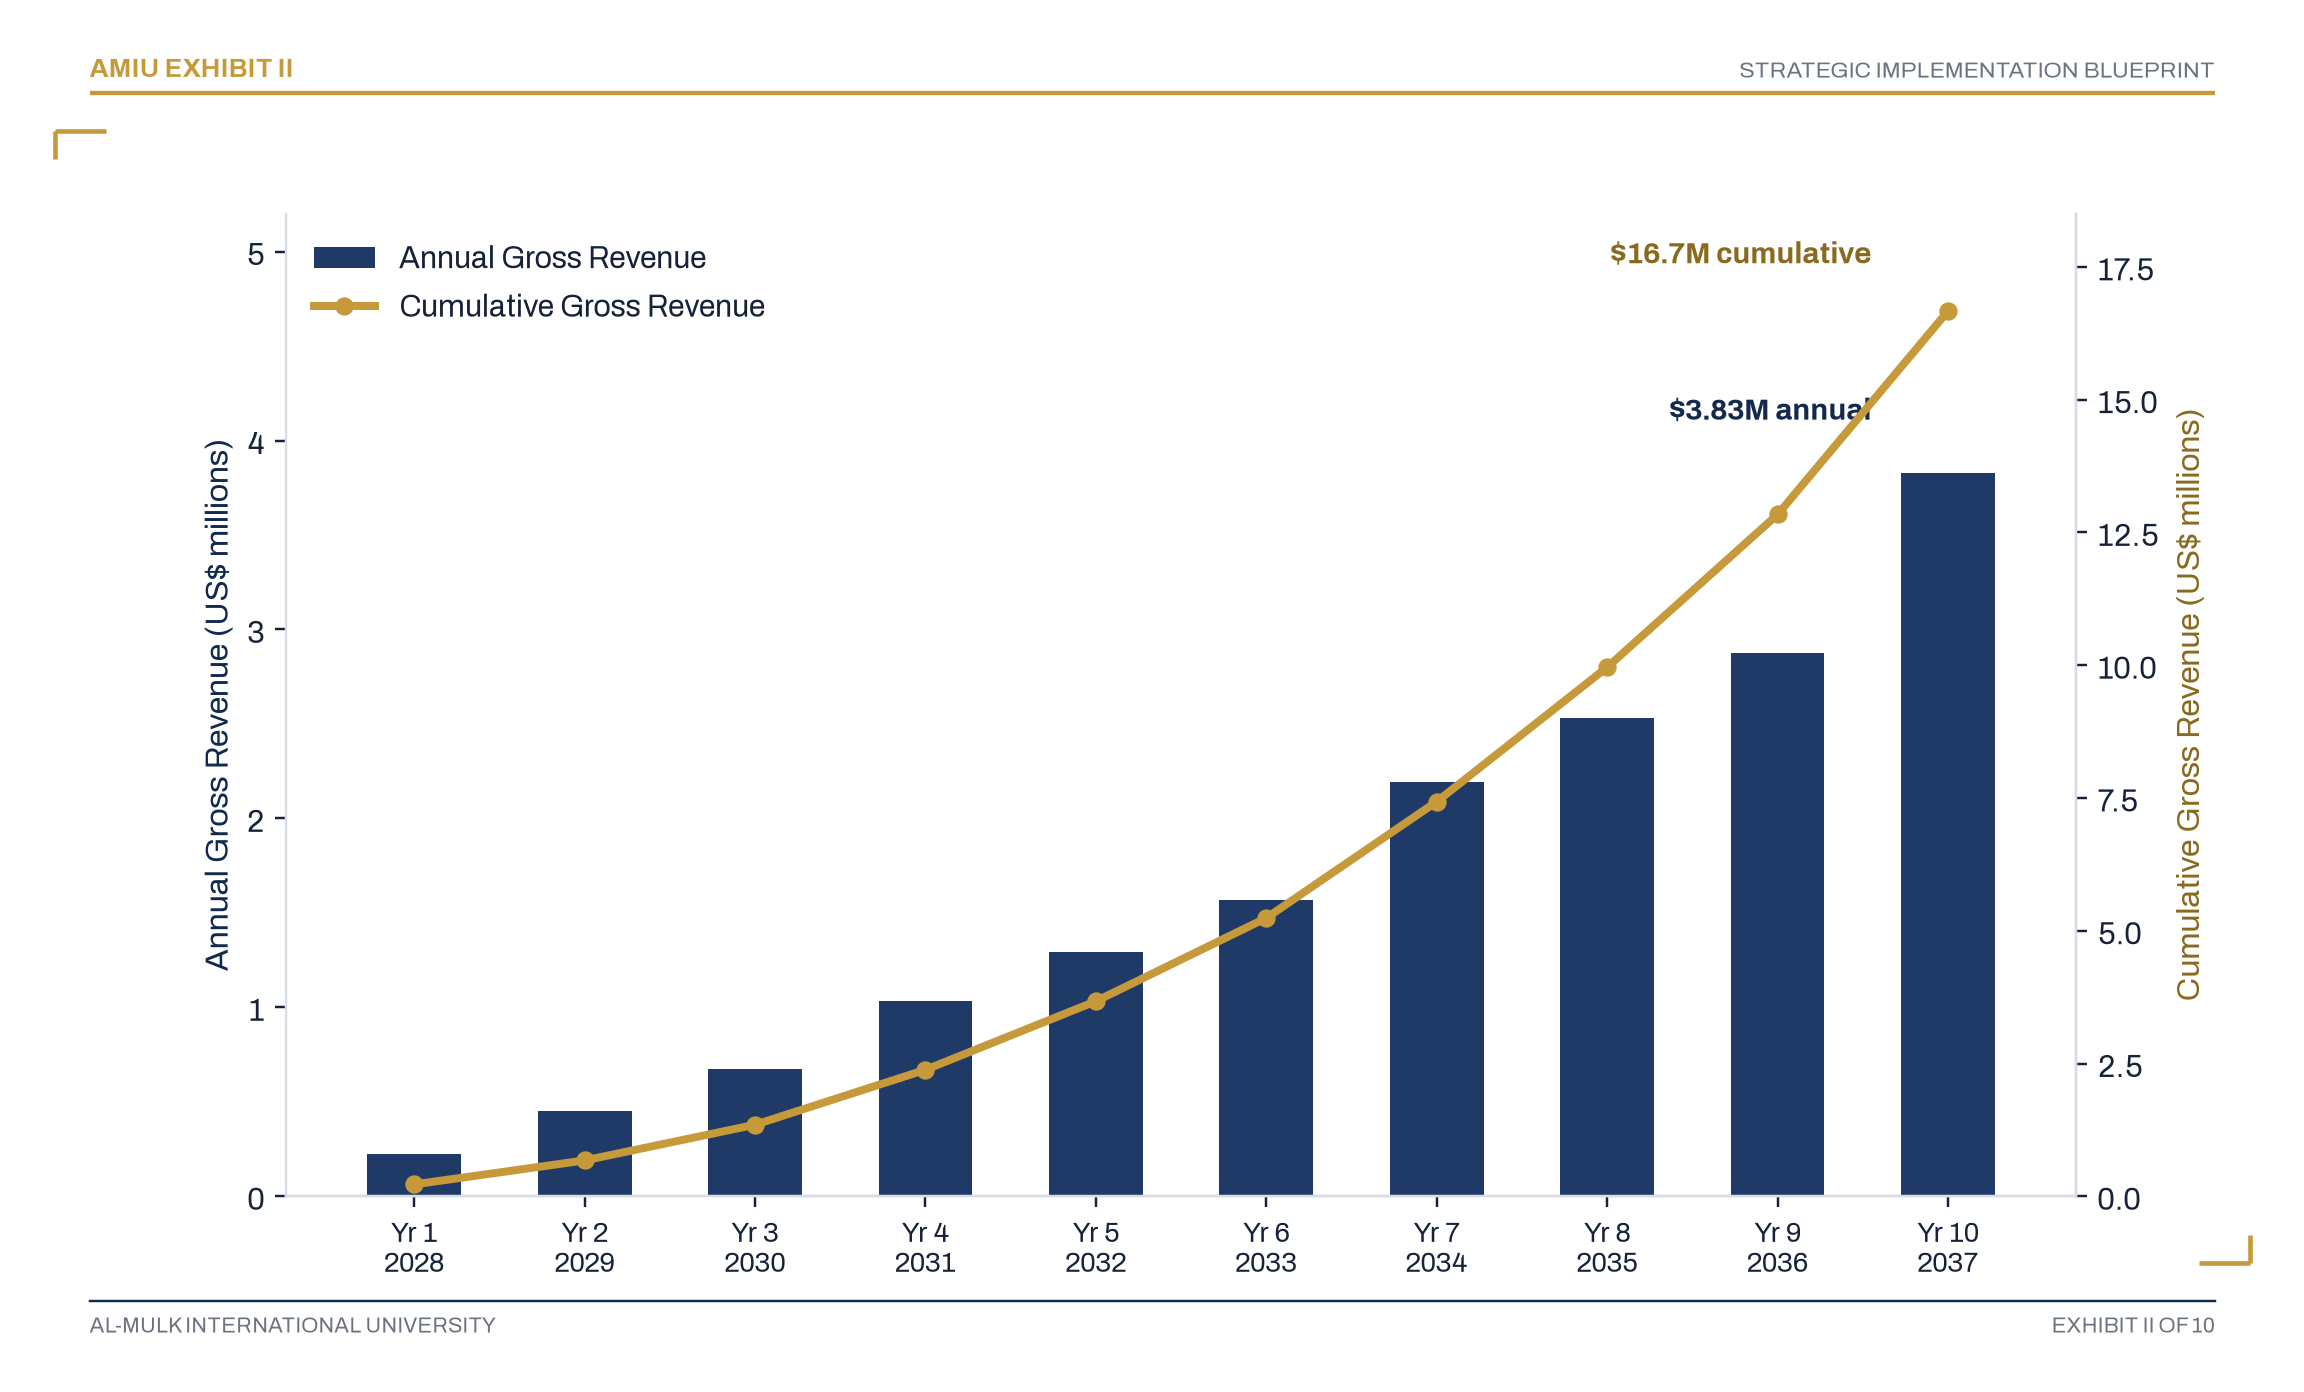 AMIU EXHIBIT II
STRATEGIC IMPLEMENTATION BLUEPRINT
Annual Gross Revenue
Cumulative Gross Revenue
$16.7M cumulative
$3.83M annual
Annual Gross Revenue (US$ millions)
5
4
3
2
1
0
17.5
15.0
12.5
10.0
7.5
5.0
2.5
0.0
Cumulative Gross Revenue (US$ millions)
Yr 1
2028
Yr 2
2029
Yr 3
2030
Yr 4
2031
Yr 5
2032
Yr 6
2033
Yr 7
2034
Yr 8
2035
Yr 9
2036
Yr 10
2037
AL-MULK INTERNATIONAL UNIVERSITY
EXHIBIT II OF 10